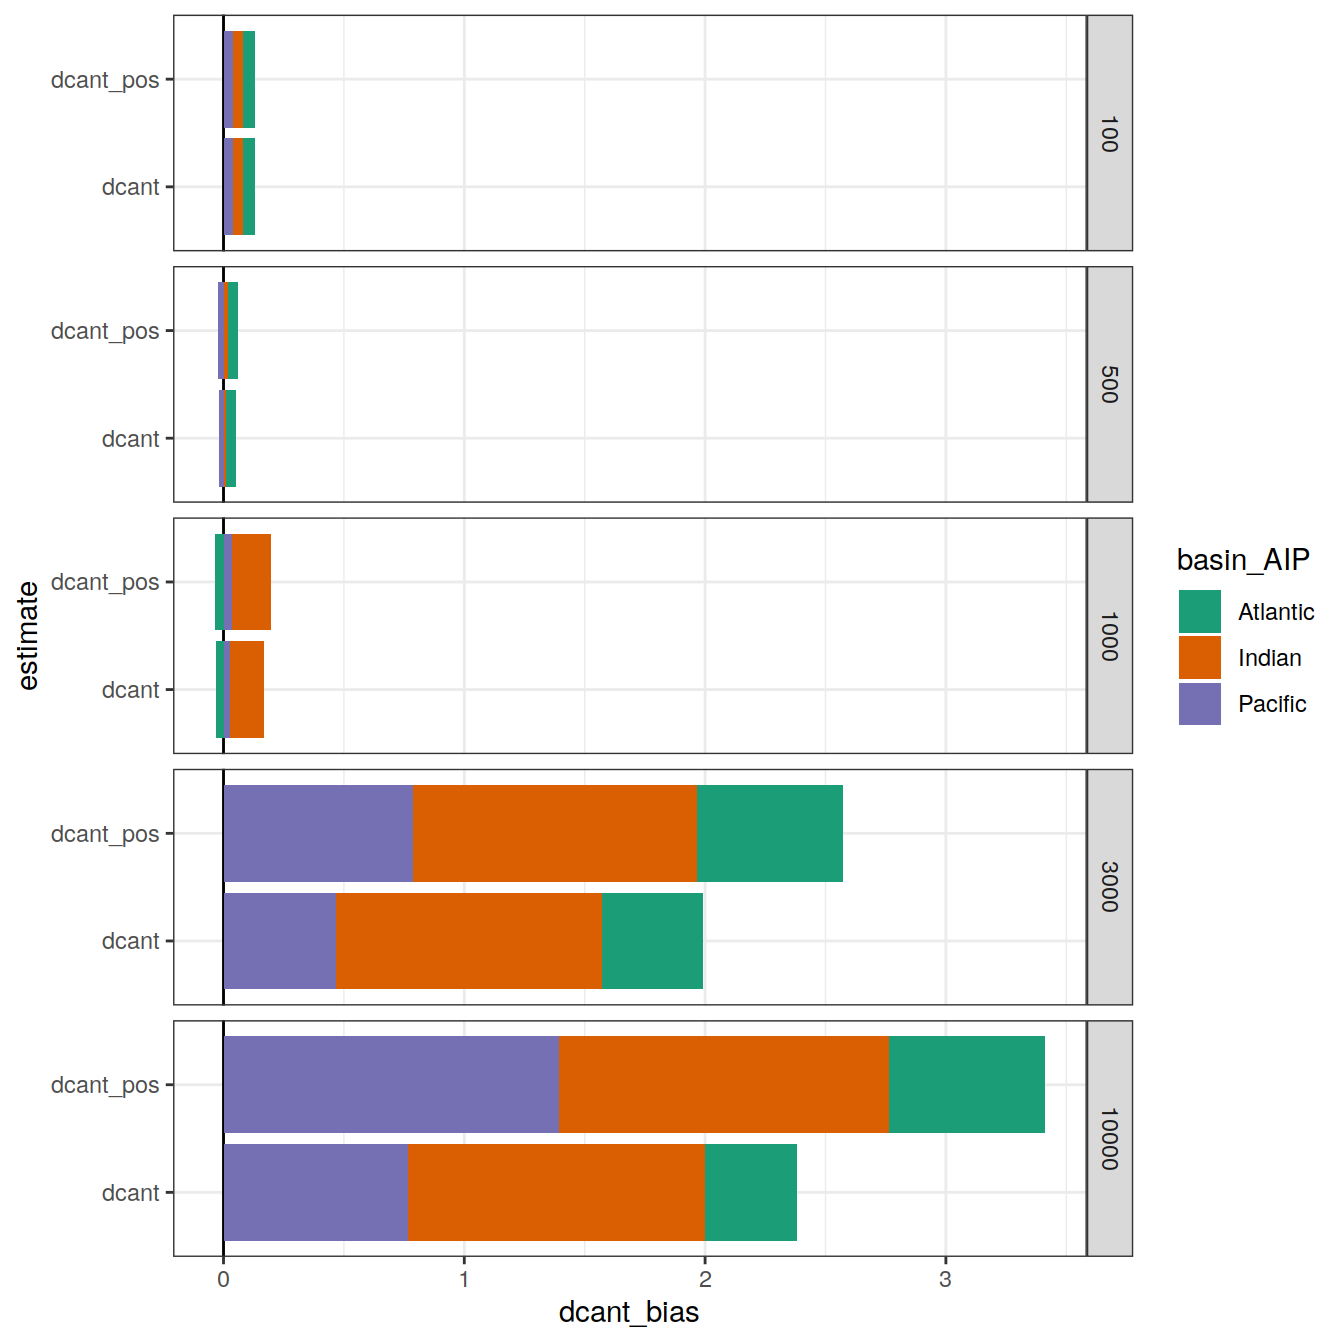 dcant_pos
dcant
100
dcant_pos
dcant
500
dcant_pos
dcant
1000
dcant_pos
dcant
3000
dcant_pos
dcant
10000
0 1 2 3
dcant_bias
estimate
basin_AIP
Atlantic
Indian
Pacific